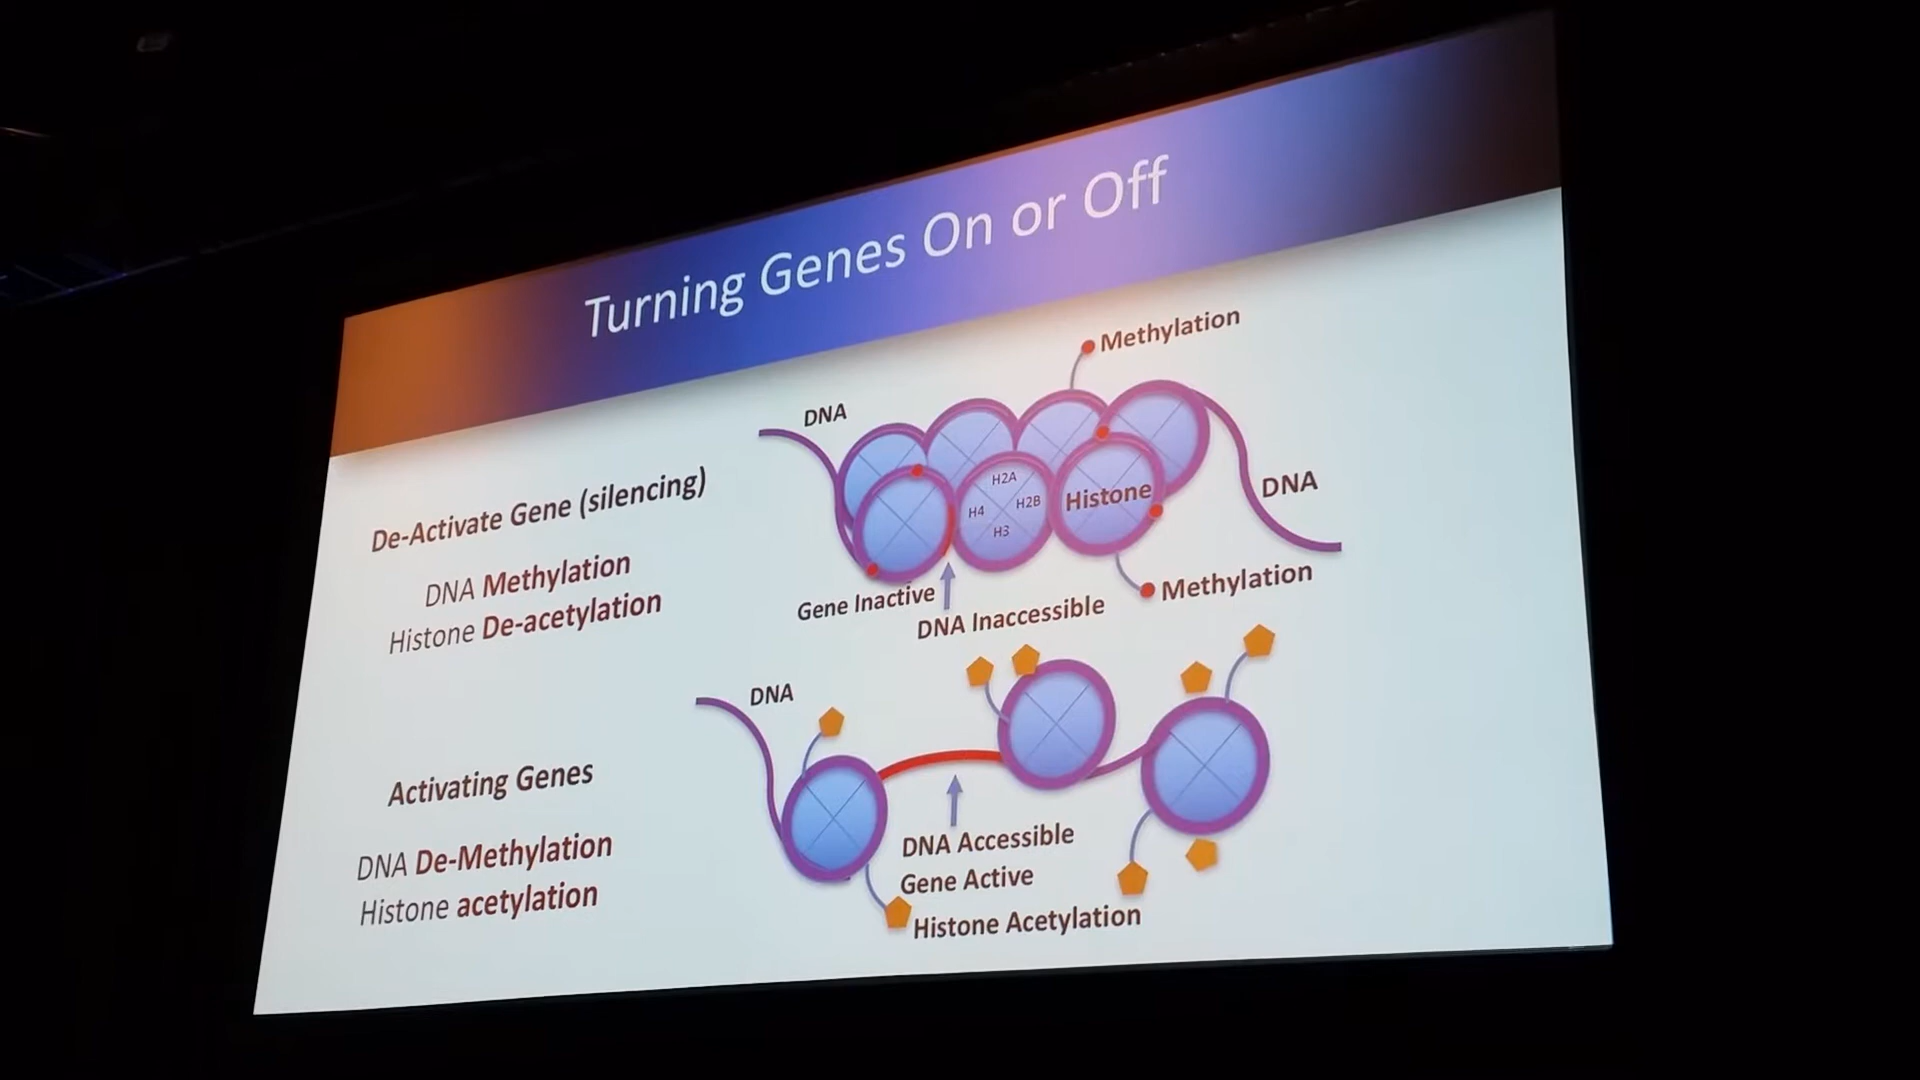 Turning Genes On or Off
De-Activate Gene (silencing)
DNA Methylation
Histone De-acetylation
Methylation
DNA
H2A
H4
H2B
H3
Histone
DNA
Gene Inactive
DNA Inaccessible
Methylation
Activating Genes
DNA De-Methylation
Histone acetylation
DNA
DNA Accessible
Gene Active
Histone Acetylation